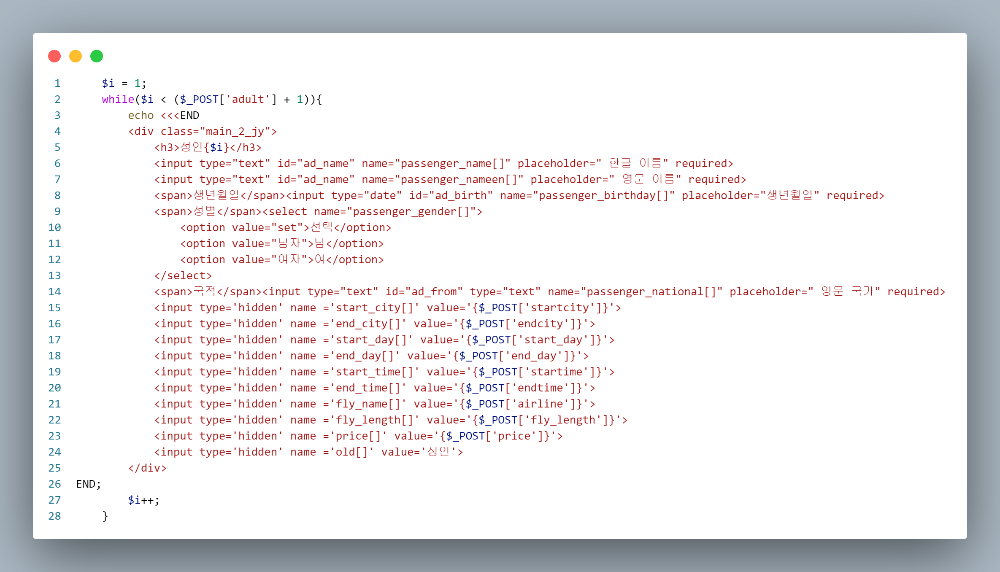 1 $i = 1;
2 while($i < ($_POST['adult'] + 1)){
3 echo <<<END
4 <div class="main_2_jy">
5 <h3>성인{$i}</h3>
6 <input type="text" id="ad_name" name="passenger_name[]" placeholder=" 한글 이름" required>
7 <input type="text" id="ad_name" name="passenger_nameen[]" placeholder=" 영문 이름" required>
8 <span>생년월일</span><input type="date" id="ad_birth" name="passenger_birthday[]" placeholder="생년월일" required>
9 <span>성별</span><select name="passenger_gender[]">
10 <option value="set">선택</option>
11 <option value="남자">남</option>
12 <option value="여자">여</option>
13 </select>
14 <span>국적</span><input type="text" id="ad_from" type="text" name="passenger_national[]" placeholder=" 영문 국가" required>
15 <input type='hidden' name ='start_city[]' value='{$_POST['startcity']}'>
16 <input type='hidden' name ='end_city[]' value='{$_POST['endcity']}'>
17 <input type='hidden' name ='start_day[]' value='{$_POST['start_day']}'>
18 <input type='hidden' name ='end_day[]' value='{$_POST['end_day']}'>
19 <input type='hidden' name ='start_time[]' value='{$_POST['startime']}'>
20 <input type='hidden' name ='end_time[]' value='{$_POST['endtime']}'>
21 <input type='hidden' name ='fly_name[]' value='{$_POST['airline']}'>
22 <input type='hidden' name ='fly_length[]' value='{$_POST['fly_length']}'>
23 <input type='hidden' name ='price[]' value='{$_POST['price']}'>
24 <input type='hidden' name ='old[]' value='성인'>
25 </div>
26 END;
27 $i++;
28 }